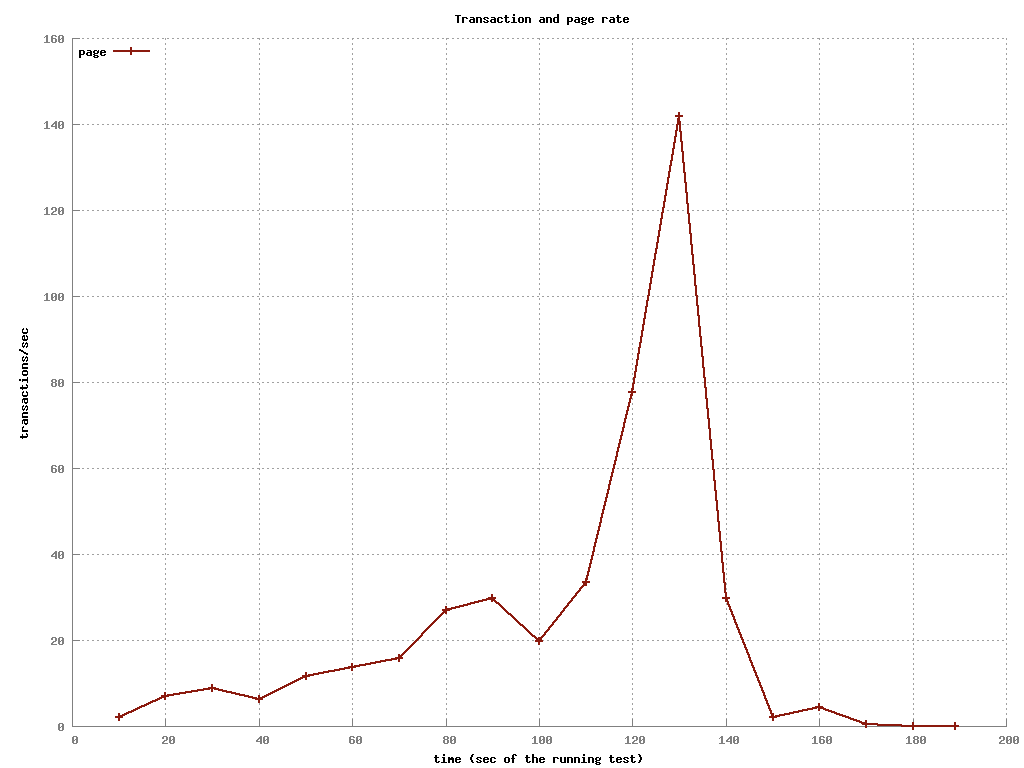 Transaction and page rate
page
160
140
120
100
80
60
40
20
0
transactions/sec
0 20 40 60 80 100 120 140 160 180 200
time (sec of the running test)